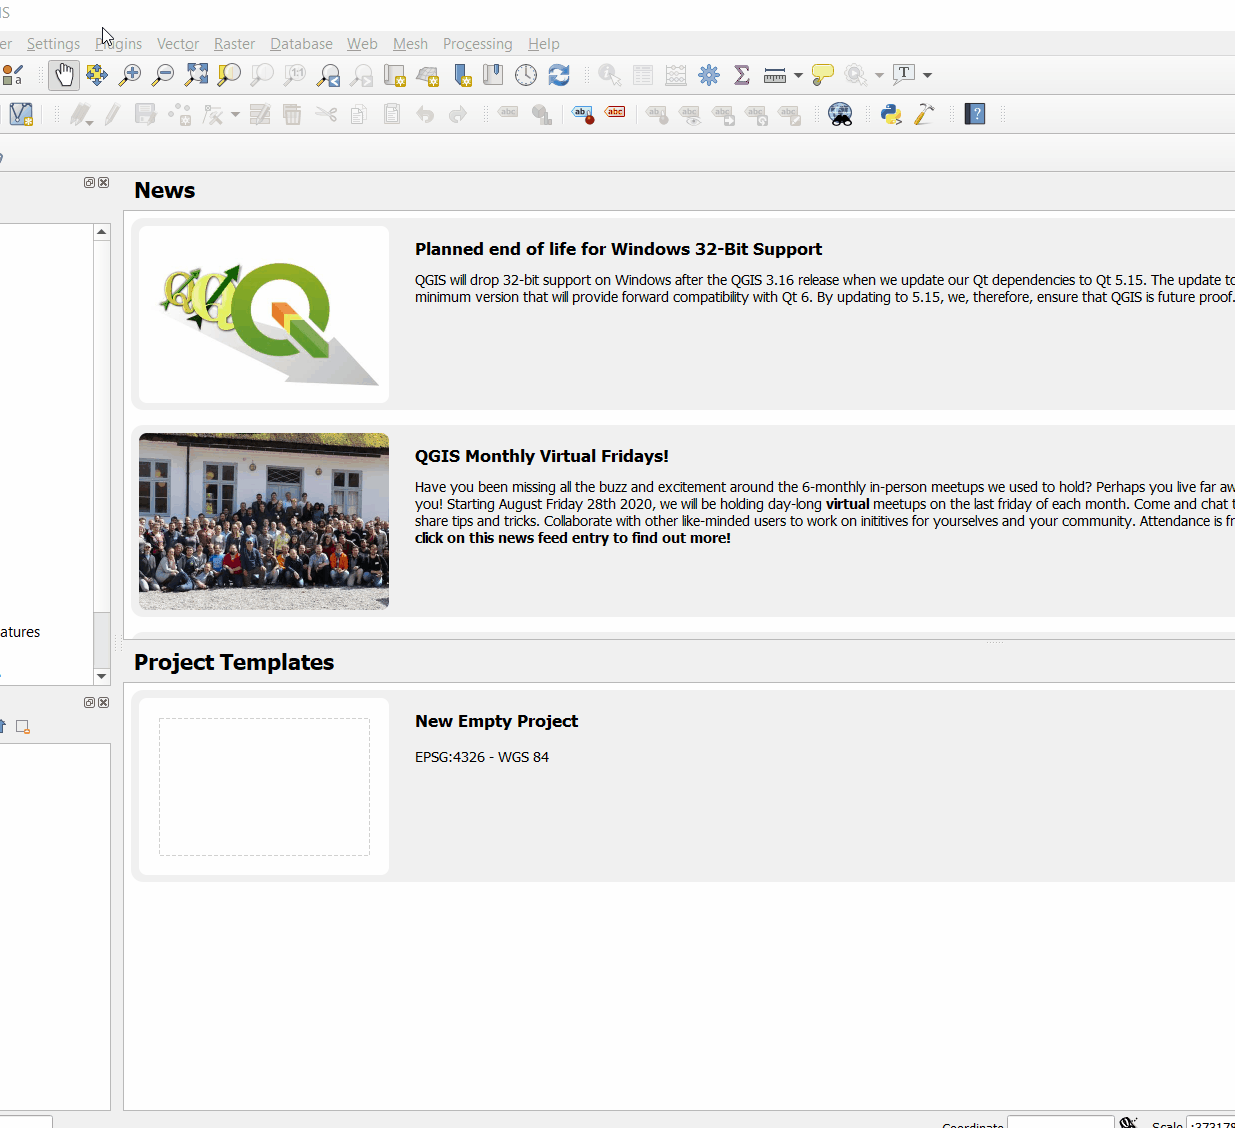 IS
er Settings Plugins Vector Raster Database Web Mesh Processing Help
News
Planned end of life for Windows 32-Bit Support
QGIS will drop 32-bit support on Windows after the QGIS 3.16 release when we update our Qt dependencies to Qt 5.15. The update to
minimum version that will provide forward compatibility with Qt 6. By updating to 5.15, we, therefore, ensure that QGIS is future proof.
QGIS Monthly Virtual Fridays!
Have you been missing all the buzz and excitement around the 6-monthly in-person meetups we used to hold? Perhaps you live far aw
you! Starting August Friday 28th 2020, we will be holding day-long virtual meetups on the last friday of each month. Come and chat t
share tips and tricks. Collaborate with other like-minded users to work on inititives for yourselves and your community. Attendance is fr
click on this news feed entry to find out more!
atures
Project Templates
New Empty Project
EPSG:4326 - WGS 84
Coordinate Scale :373178